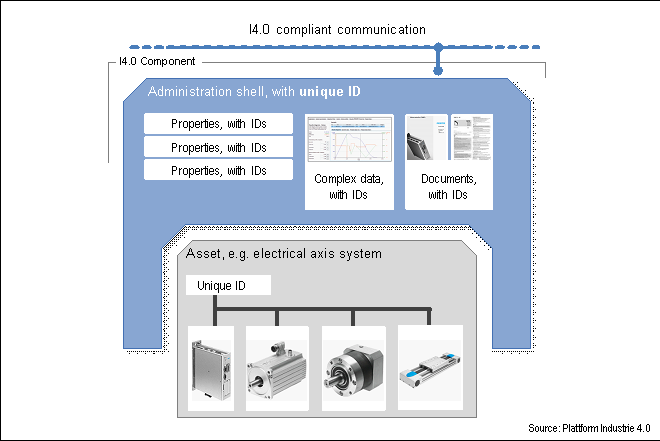 I4.0 compliant communication
I4.0 Component
Administration shell, with unique ID
Properties, with IDs
Properties, with IDs
Properties, with IDs
Complex data,
with IDs
Documents,
with IDs
Asset, e.g. electrical axis system
Unique ID
Source: Plattform Industrie 4.0